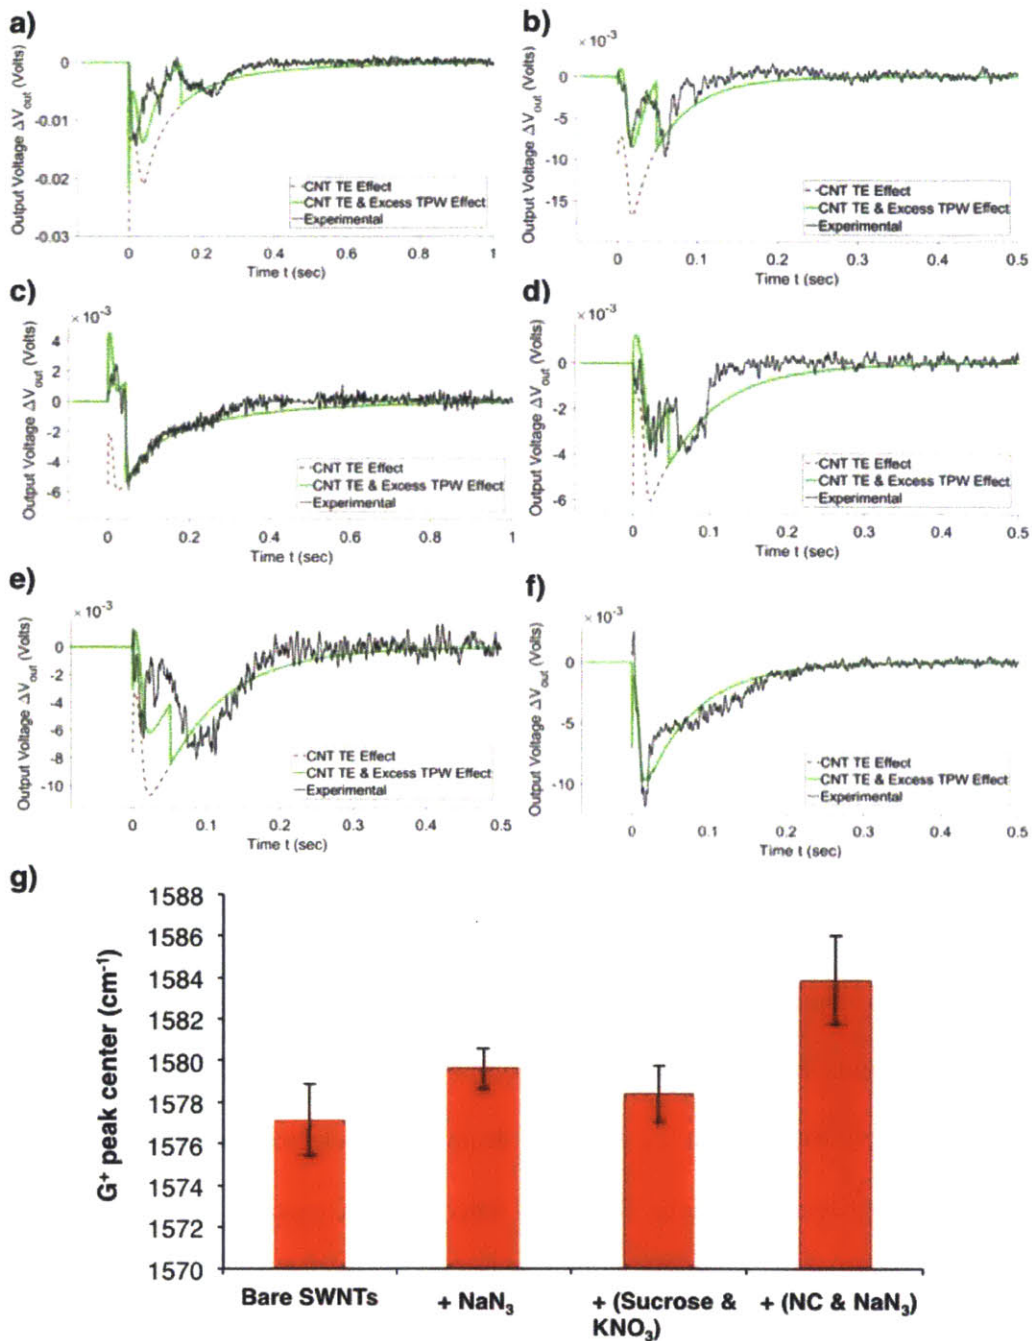 a)
0
-0.01
-0.02
-0.03
Output Voltage ΔV_out (Volts)
CNT TE Effect
CNT TE & Excess TPW Effect
Experimental
0 0.2 0.4 0.6 0.8 1
Time t (sec)
b)
× 10⁻³
0
-5
-10
-15
Output Voltage ΔV_out (Volts)
CNT TE Effect
CNT TE & Excess TPW Effect
Experimental
0 0.1 0.2 0.3 0.4 0.5
Time t (sec)
c)
× 10⁻³
4
2
0
-2
-4
-6
Output Voltage ΔV_out (Volts)
CNT TE Effect
CNT TE & Excess TPW Effect
Experimental
0 0.2 0.4 0.6 0.8 1
Time t (sec)
d)
× 10⁻³
0
-2
-4
-6
Output Voltage ΔV_out (Volts)
CNT TE Effect
CNT TE & Excess TPW Effect
Experimental
0 0.1 0.2 0.3 0.4 0.5
Time t (sec)
e)
× 10⁻³
0
-2
-4
-6
-8
-10
Output Voltage ΔV_out (Volts)
CNT TE Effect
CNT TE & Excess TPW Effect
Experimental
0 0.1 0.2 0.3 0.4 0.5
Time t (sec)
f)
× 10⁻³
0
-5
-10
Output Voltage ΔV_out (Volts)
CNT TE Effect
CNT TE & Excess TPW Effect
Experimental
0 0.1 0.2 0.3 0.4 0.5
Time t (sec)
g)
1588
1586
1584
1582
1580
1578
1576
1574
1572
1570
G⁺ peak center (cm⁻¹)
Bare SWNTs
+ NaN₃
+ (Sucrose &
KNO₃)
+ (NC & NaN₃)